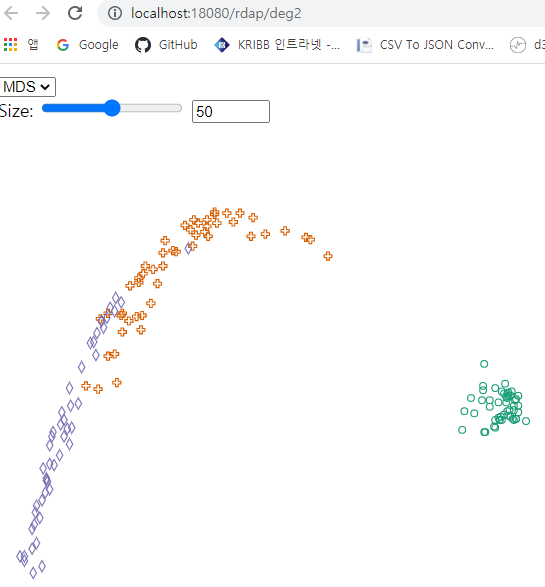 localhost:18080/rdap/deg2
앱 Google GitHub KRIBB 인트라넷 -... CSV To JSON Conv... d3
MDS
Size: 50